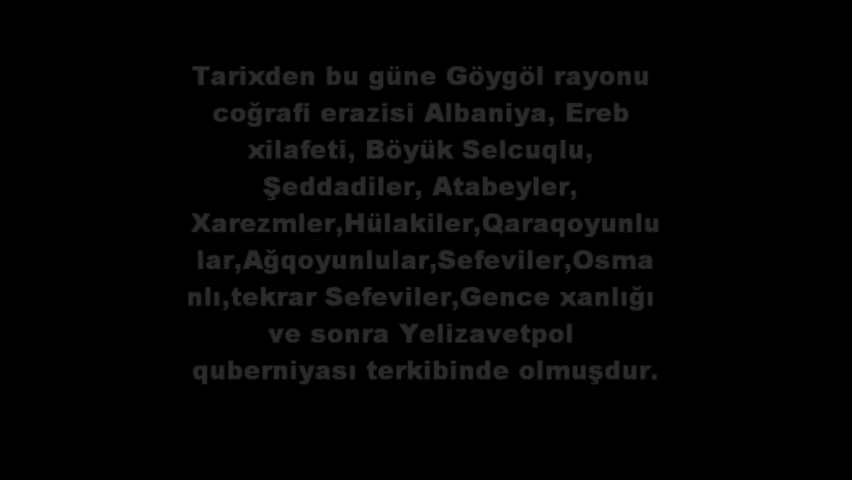 Tarixden bu güne Göygöl rayonu
coğrafi erazisi Albaniya, Ereb
xilafeti, Böyük Selcuqlu,
Şeddadiler, Atabeyler,
Xarezmler,Hülakiler,Qaraqoyunlu
lar,Ağqoyunlular,Sefeviler,Osma
nlı,tekrar Sefeviler,Gence xanlığı
ve sonra Yelizavetpol
quberniyası terkibinde olmuşdur.